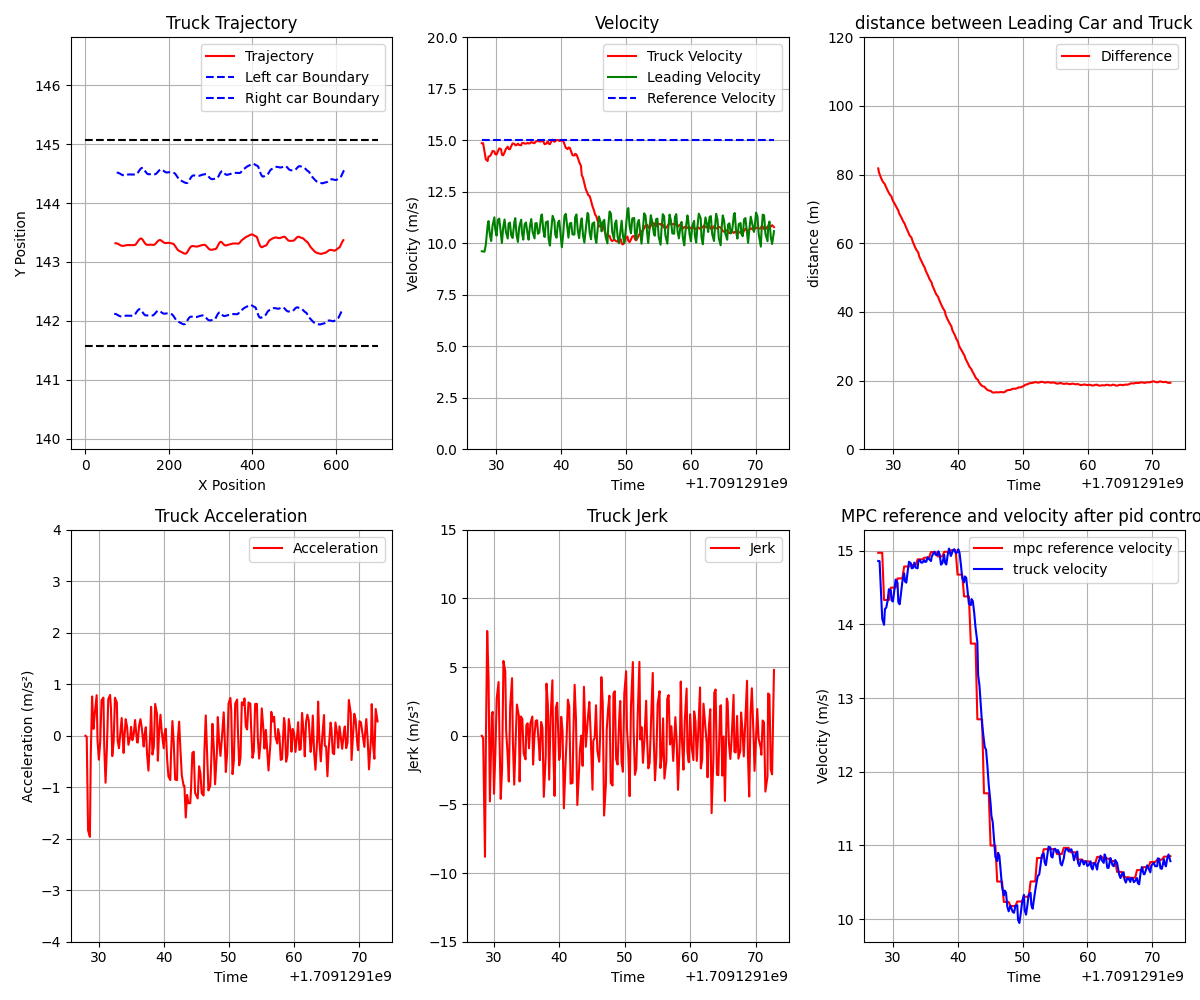 Truck Trajectory
Trajectory
Left car Boundary
Right car Boundary
146
145
144
143
142
141
140
Y Position
0
200
400
600
X Position
Velocity
Truck Velocity
Leading Velocity
Reference Velocity
20.0
17.5
15.0
12.5
10.0
7.5
5.0
2.5
0.0
Velocity (m/s)
30
40
50
60
70
Time
+1.7091291e9
distance between Leading Car and Truck
Difference
120
100
80
60
40
20
0
distance (m)
30
40
50
60
70
Time
+1.7091291e9
Truck Acceleration
Acceleration
4
3
2
1
0
−1
−2
−3
−4
Acceleration (m/s²)
30
40
50
60
70
Time
+1.7091291e9
Truck Jerk
Jerk
15
10
5
0
−5
−10
−15
Jerk (m/s³)
30
40
50
60
70
Time
+1.7091291e9
MPC reference and velocity after pid contro
mpc reference velocity
truck velocity
15
14
13
12
11
10
Velocity (m/s)
30
40
50
60
70
Time
+1.7091291e9